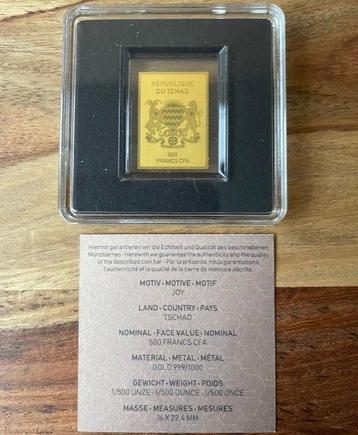 RÉPUBLIQUE
DU TCHAD
500
FRANCS CFA
Hiermit garantieren wir die Echtheit und Qualität des beschriebenen
Münzbarren · Herewith we guarantee the authenticity and the quality
of the described coin bar · Par la présente, nous garantissons
l'authenticité et la qualité de la barre de monnaie décrite.
MOTIV · MOTIVE · MOTIF
JOY
LAND · COUNTRY · PAYS
TSCHAD
NOMINAL · FACE VALUE · NOMINAL
500 FRANCS CFA
MATERIAL · METAL · MÉTAL
GOLD 999/1000
GEWICHT · WEIGHT · POIDS
1/500 UNZE · 1/500 OUNCE · 1/500 ONCE
MASSE · MEASURES · MESURES
16 X 22.4 MM